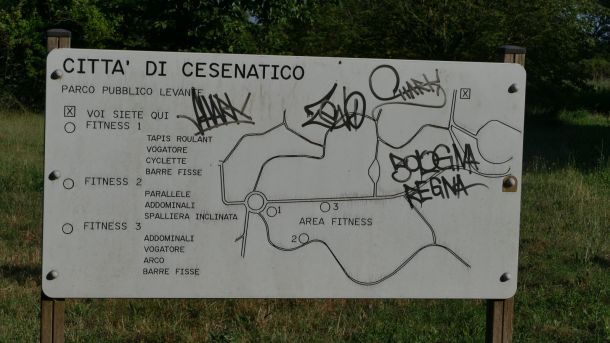 CITTA' DI CESENATICO
PARCO PUBBLICO LEVANTE
X VOI SIETE QUI
FITNESS 1
TAPIS ROULANT
VOGATORE
CYCLETTE
BARRE FISSE
FITNESS 2
PARALLELE
ADDOMINALI
SPALLIERA INCLINATA
FITNESS 3
ADDOMINALI
VOGATORE
ARCO
BARRE FISSE
X
BOLOGNA
REGNA
1
3
AREA FITNESS
2